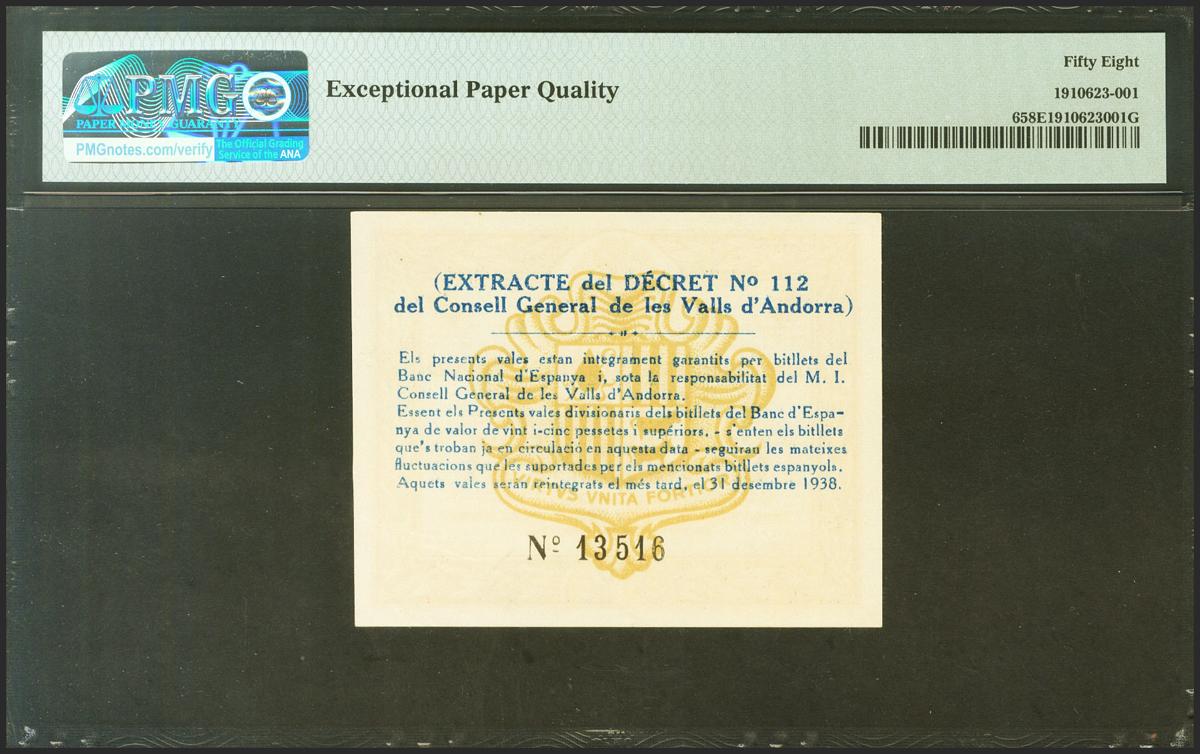 PMG
PAPER MONEY GUARANTY
PMGnotes.com/verify
The Official Grading
Service of the ANA
Exceptional Paper Quality
Fifty Eight
1910623-001
658E1910623001G
(EXTRACTE del DÉCRET Nº 112
del Consell General de les Valls d'Andorra)
Els presents vales estan integrament garantits per bitllets del
Banc Nacional d'Espanya i, sota la responsabilitat del M. I.
Consell General de les Valls d'Andorra.
Essent els Presents vales divisionaris dels bitllets del Banc d'Espa-
nya de valor de vint i-cinc pessetes i supériors, - s'enten els bitllets
que's troban ja en circulació en aquesta data - seguiran les mateixes
fluctuacions que les suportades per els mencionats bitllets espanyols.
Aquets vales seran reintegrats el més tard, el 31 desembre 1938.
VIRTVS VNITA FORTIOR
Nº 13516